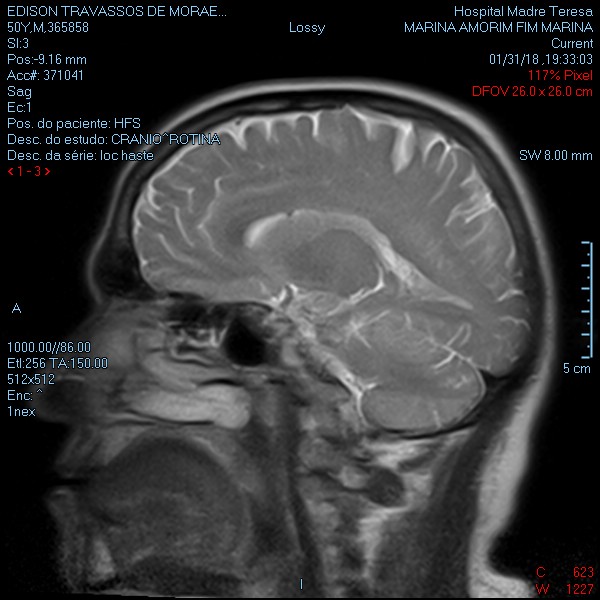 EDISON TRAVASSOS DE MORAE...
50Y,M,365858
Sl:3
Pos:-9.16 mm
Acc#: 371041
Sag
Ec:1
Pos. do paciente: HFS
Desc. do estudo: CRANIO^ROTINA
Desc. da série: loc haste
< 1 - 3 >
Lossy
Hospital Madre Teresa
MARINA AMORIM FIM MARINA
Current
01/31/18 ,19:33:03
117% Pixel
DFOV 26.0 x 26.0 cm
SW 8.00 mm
A
1000.00//86.00
Etl:256 TA:150.00
512x512
Enc: ^
1nex
5 cm
I
C 623
W 1227